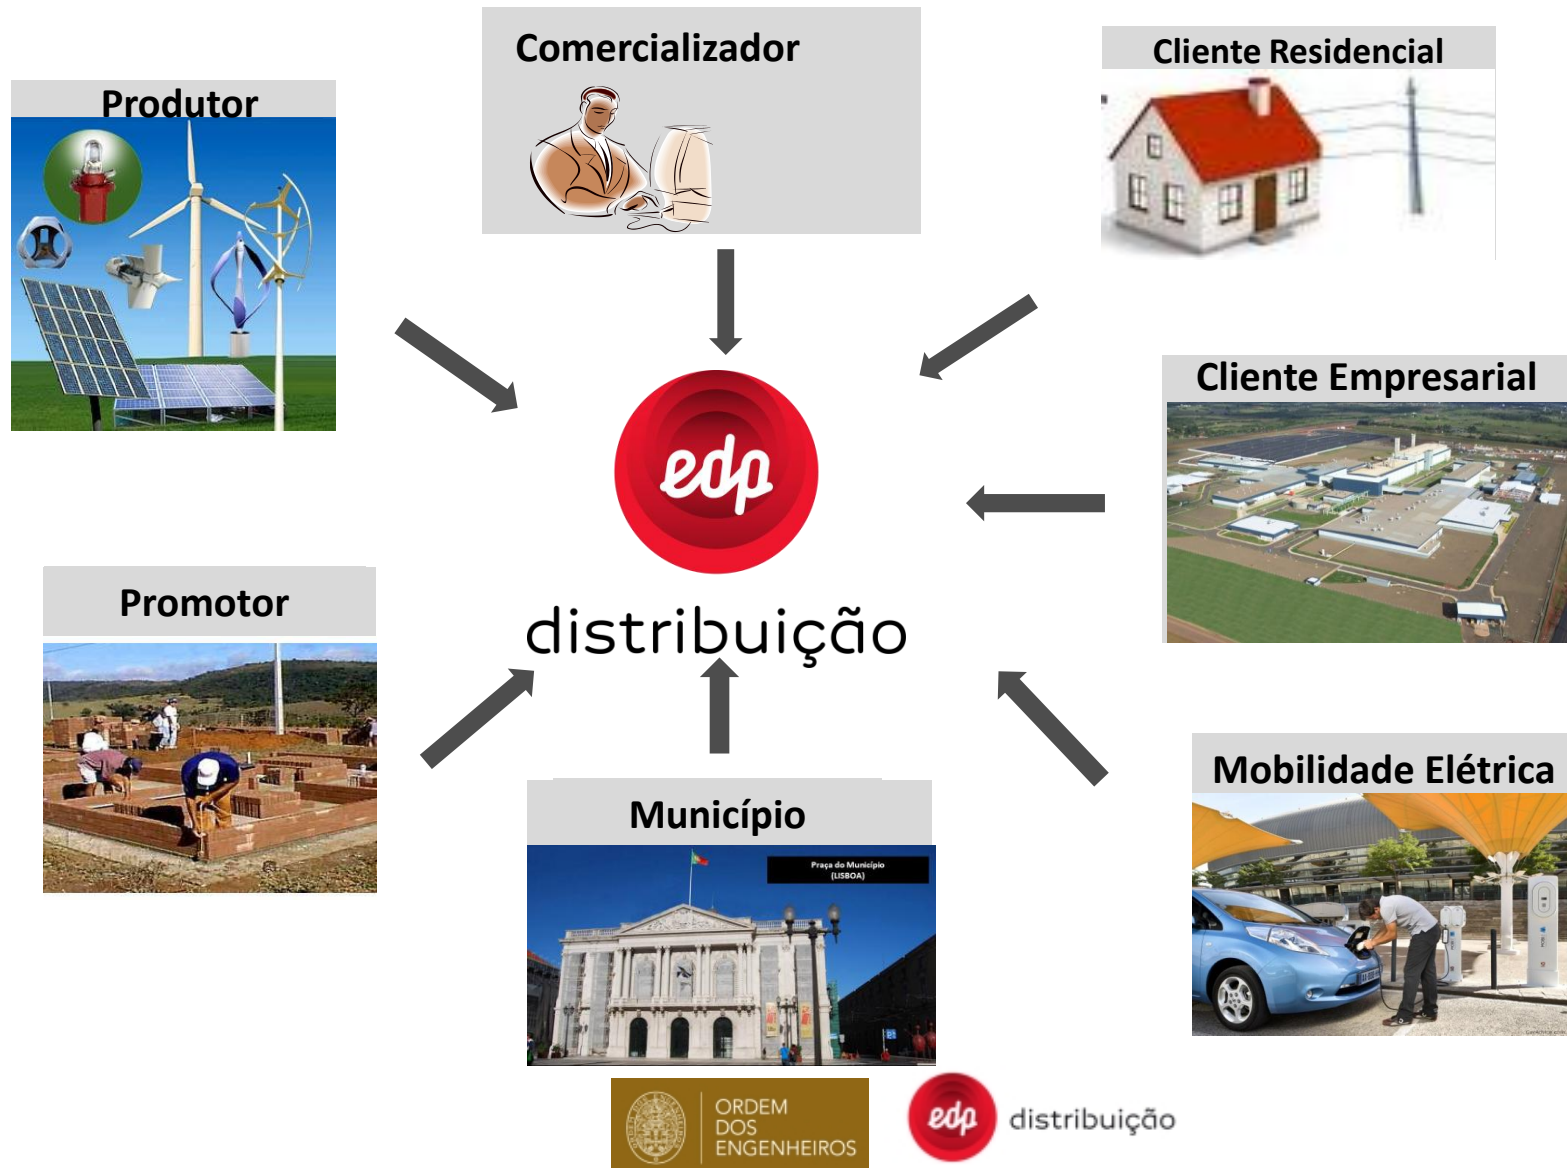 Comercializador
Cliente Residencial
Produtor
Cliente Empresarial
edp
distribuição
Promotor
Mobilidade Elétrica
Município
Praça do Município
(LISBOA)
ORDEM
DOS
ENGENHEIROS
edp
distribuição